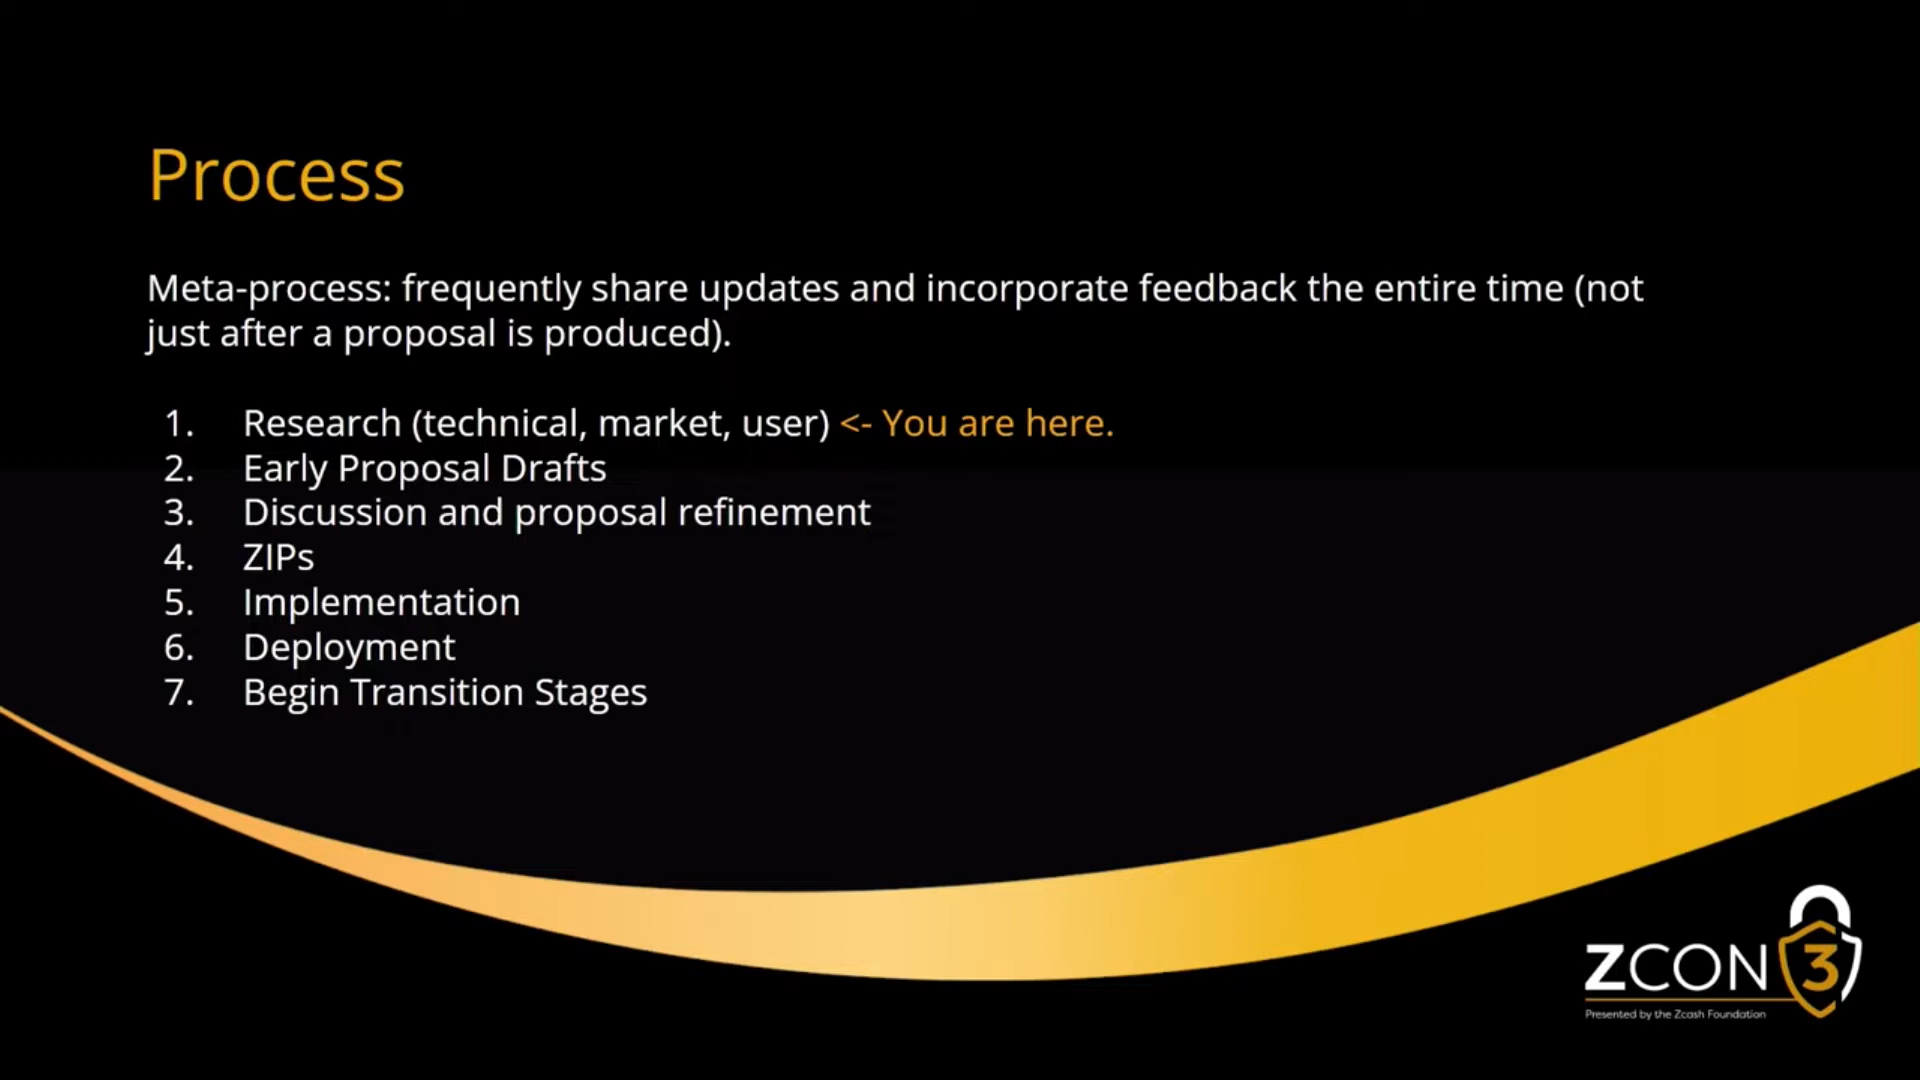 Process
Meta-process: frequently share updates and incorporate feedback the entire time (not
just after a proposal is produced).
1. Research (technical, market, user) <- You are here.
2. Early Proposal Drafts
3. Discussion and proposal refinement
4. ZIPs
5. Implementation
6. Deployment
7. Begin Transition Stages
ZCON 3
Presented by the Zcash Foundation